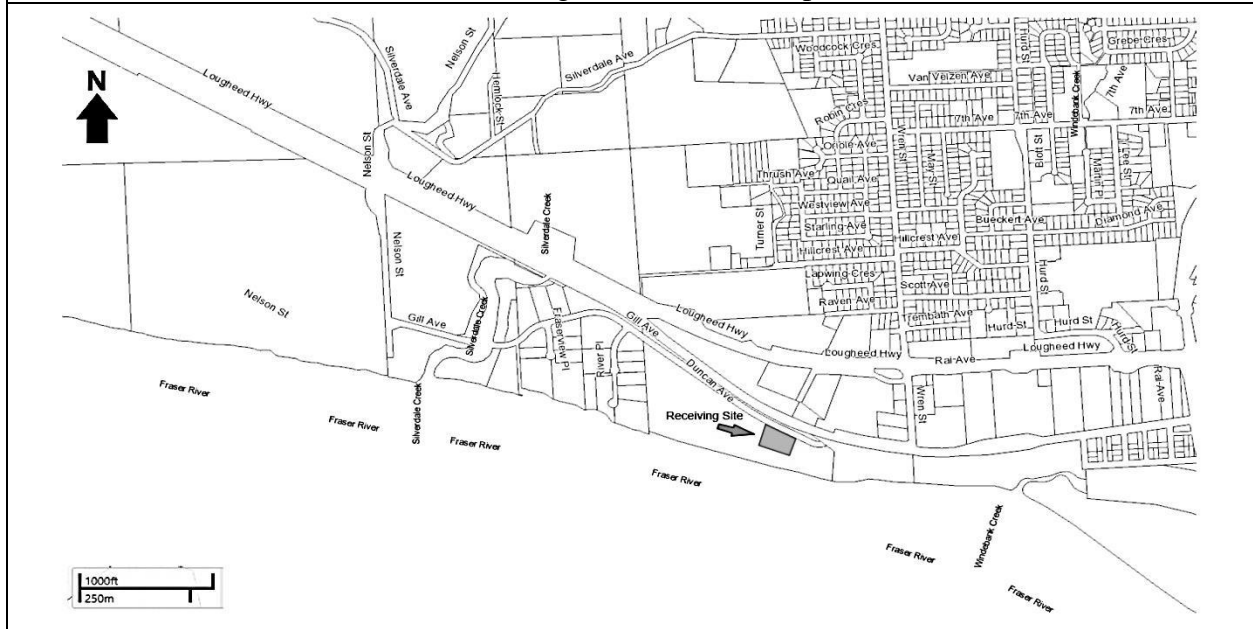 Woodcock Cres
Hurd St
Grebe Cres
Silverdale Ave
Nelson St
Silverdale Ave
Van Velzen Ave
7th Ave
Lougheed Hwy
Hemlock St
Windebank Creek
N
Robin Cres
7th Ave
7th Ave
7th Ave
Wren St
Oriole Ave
May St
Blott St
Lee St
Nelson St
Thrush Ave
Quail Ave
Lougheed Hwy
Westview Ave
Bueckert Ave
Diamond Ave
Silverdale Creek
Turner St
Starling Ave
Hillcrest Ave
Hillcrest Ave
Nelson St
Lapwing Cres
Scott Ave
Hurd St
Nelson St
Raven Ave
Lougheed Hwy
Trembath Ave
Hurd St
Hurd St
Hurd St
Gill Ave
Silverdale Creek
Gill Ave
Fraserview Pl
Lougheed Hwy
Rai Ave
Lougheed Hwy
River Pl
Duncan Ave
Rai Ave
Fraser River
Wren St
Receiving Site
Fraser River
Silverdale Creek
Fraser River
Fraser River
Windebank Creek
Fraser River
1000ft
250m
Fraser River